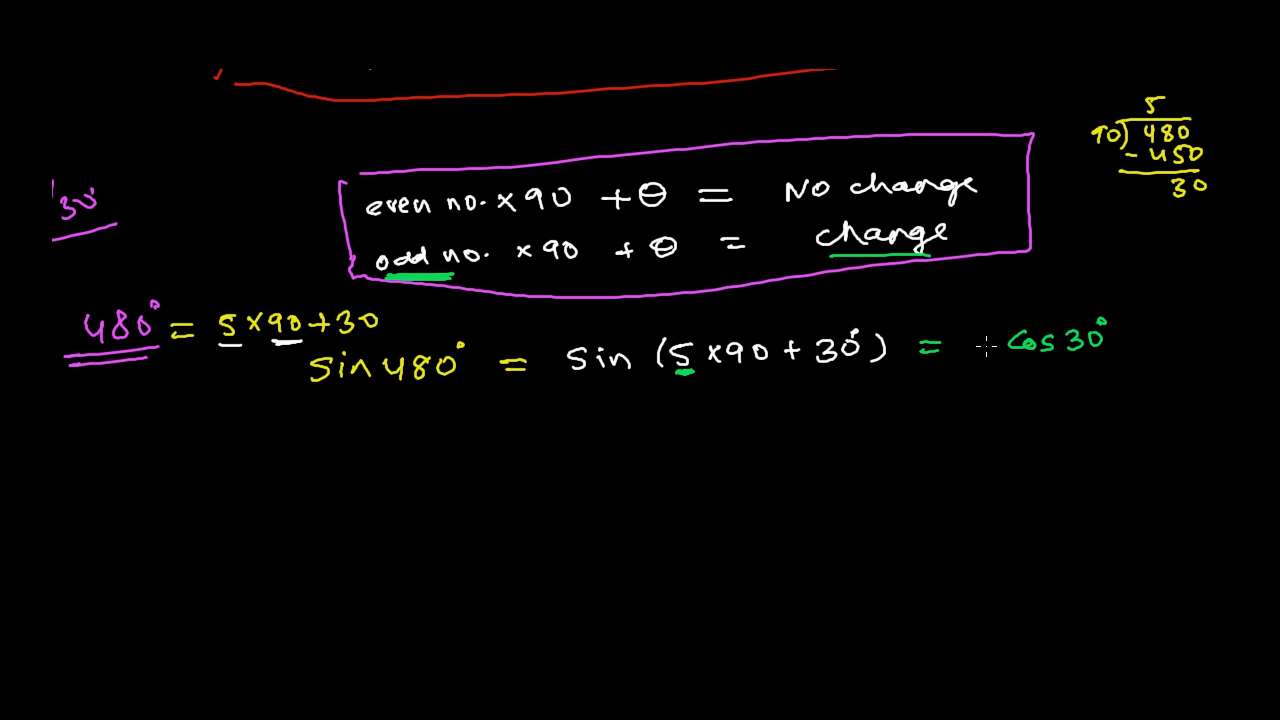 5
90) 480
- 450
30
30°
even no. × 90 + θ = No change
odd no. × 90 + θ = change
480° = 5 × 90 + 30
sin 480° = sin (5 × 90 + 30°) = cos 30°